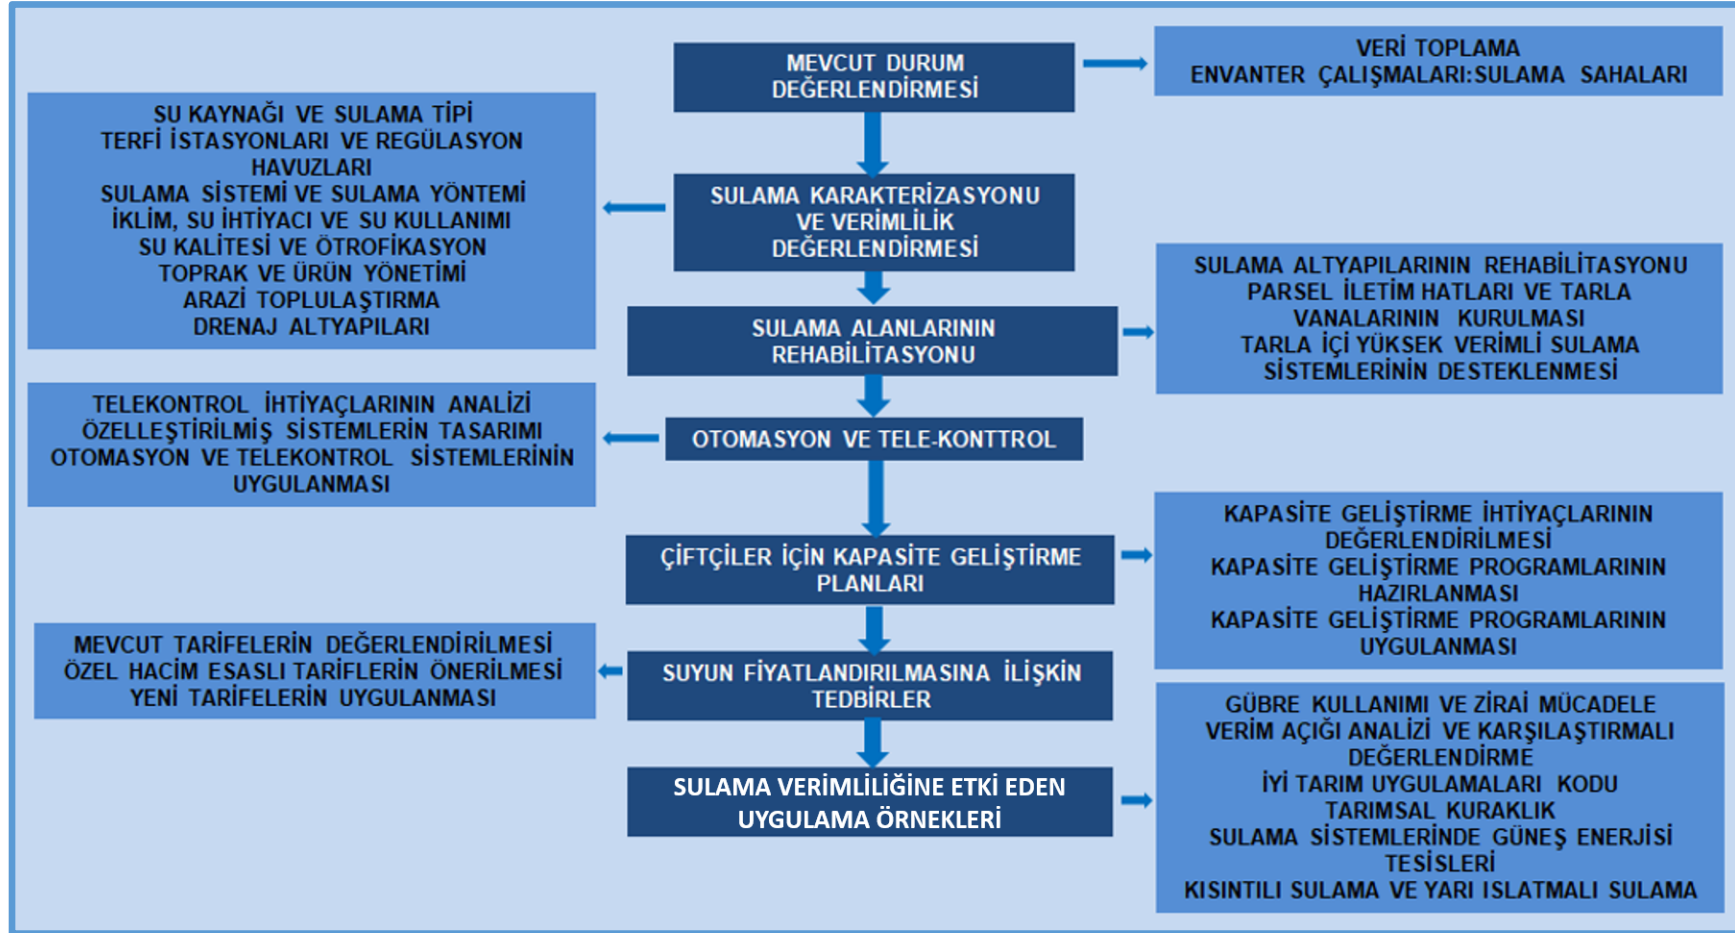 MEVCUT DURUM
DEĞERLENDİRMESİ
VERİ TOPLAMA
ENVANTER ÇALIŞMALARI:SULAMA SAHALARI
SU KAYNAĞI VE SULAMA TİPİ
TERFİ İSTASYONLARI VE REGÜLASYON
HAVUZLARI
SULAMA SİSTEMİ VE SULAMA YÖNTEMİ
İKLİM, SU İHTİYACI VE SU KULLANIMI
SU KALİTESİ VE ÖTROFİKASYON
TOPRAK VE ÜRÜN YÖNETİMİ
ARAZİ TOPLULAŞTIRMA
DRENAJ ALTYAPILARI
SULAMA KARAKTERİZASYONU
VE VERİMLİLİK
DEĞERLENDİRMESİ
SULAMA ALANLARININ
REHABİLİTASYONU
SULAMA ALTYAPILARININ REHABİLİTASYONU
PARSEL İLETİM HATLARI VE TARLA
VANALARININ KURULMASI
TARLA İÇİ YÜKSEK VERİMLİ SULAMA
SİSTEMLERİNİN DESTEKLENMESİ
TELEKONTROL İHTİYAÇLARININ ANALİZİ
ÖZELLEŞTİRİLMİŞ SİSTEMLERİN TASARIMI
OTOMASYON VE TELEKONTROL SİSTEMLERİNİN
UYGULANMASI
OTOMASYON VE TELE-KONTTROL
ÇİFTÇİLER İÇİN KAPASİTE GELİŞTİRME
PLANLARI
KAPASİTE GELİŞTİRME İHTİYAÇLARININ
DEĞERLENDİRİLMESİ
KAPASİTE GELİŞTİRME PROGRAMLARININ
HAZIRLANMASI
KAPASİTE GELİŞTİRME PROGRAMLARININ
UYGULANMASI
MEVCUT TARİFELERİN DEĞERLENDİRİLMESİ
ÖZEL HACİM ESASLI TARİFLERİN ÖNERİLMESİ
YENİ TARİFELERİN UYGULANMASI
SUYUN FİYATLANDIRILMASINA İLİŞKİN
TEDBİRLER
SULAMA VERİMLİLİĞİNE ETKİ EDEN
UYGULAMA ÖRNEKLERİ
GÜBRE KULLANIMI VE ZİRAİ MÜCADELE
VERİM AÇIĞI ANALİZİ VE KARŞILAŞTIRMALI
DEĞERLENDİRME
İYİ TARIM UYGULAMALARI KODU
TARIMSAL KURAKLIK
SULAMA SİSTEMLERİNDE GÜNEŞ ENERJİSİ
TESİSLERİ
KISINTILI SULAMA VE YARI ISLATMALI SULAMA